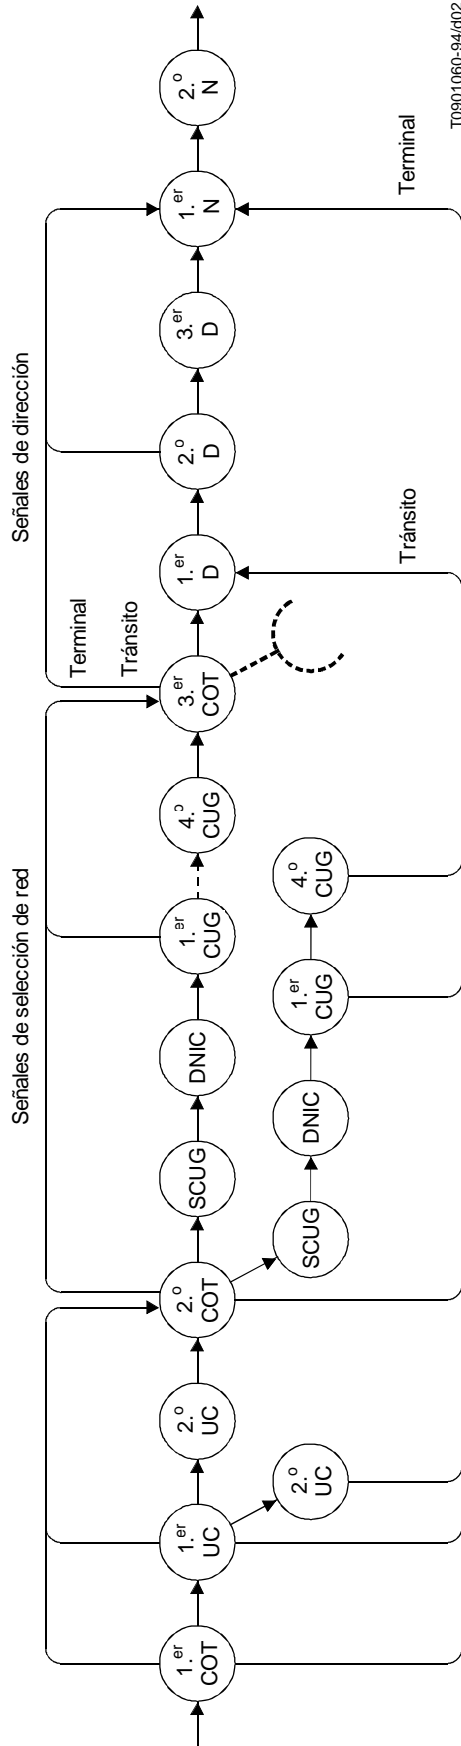 Señales de selección de red
Señales de dirección
Terminal
Tránsito
1.er
COT
1.er
UC
2.º
UC
2.º
COT
SCUG
DNIC
1.er
CUG
4.º
CUG
3.er
COT
1.er
D
2.º
D
3.er
D
1.er
N
2.º
N
2.º
UC
SCUG
DNIC
1.er
CUG
4.º
CUG
Tránsito
Terminal
T0901060-94/d02